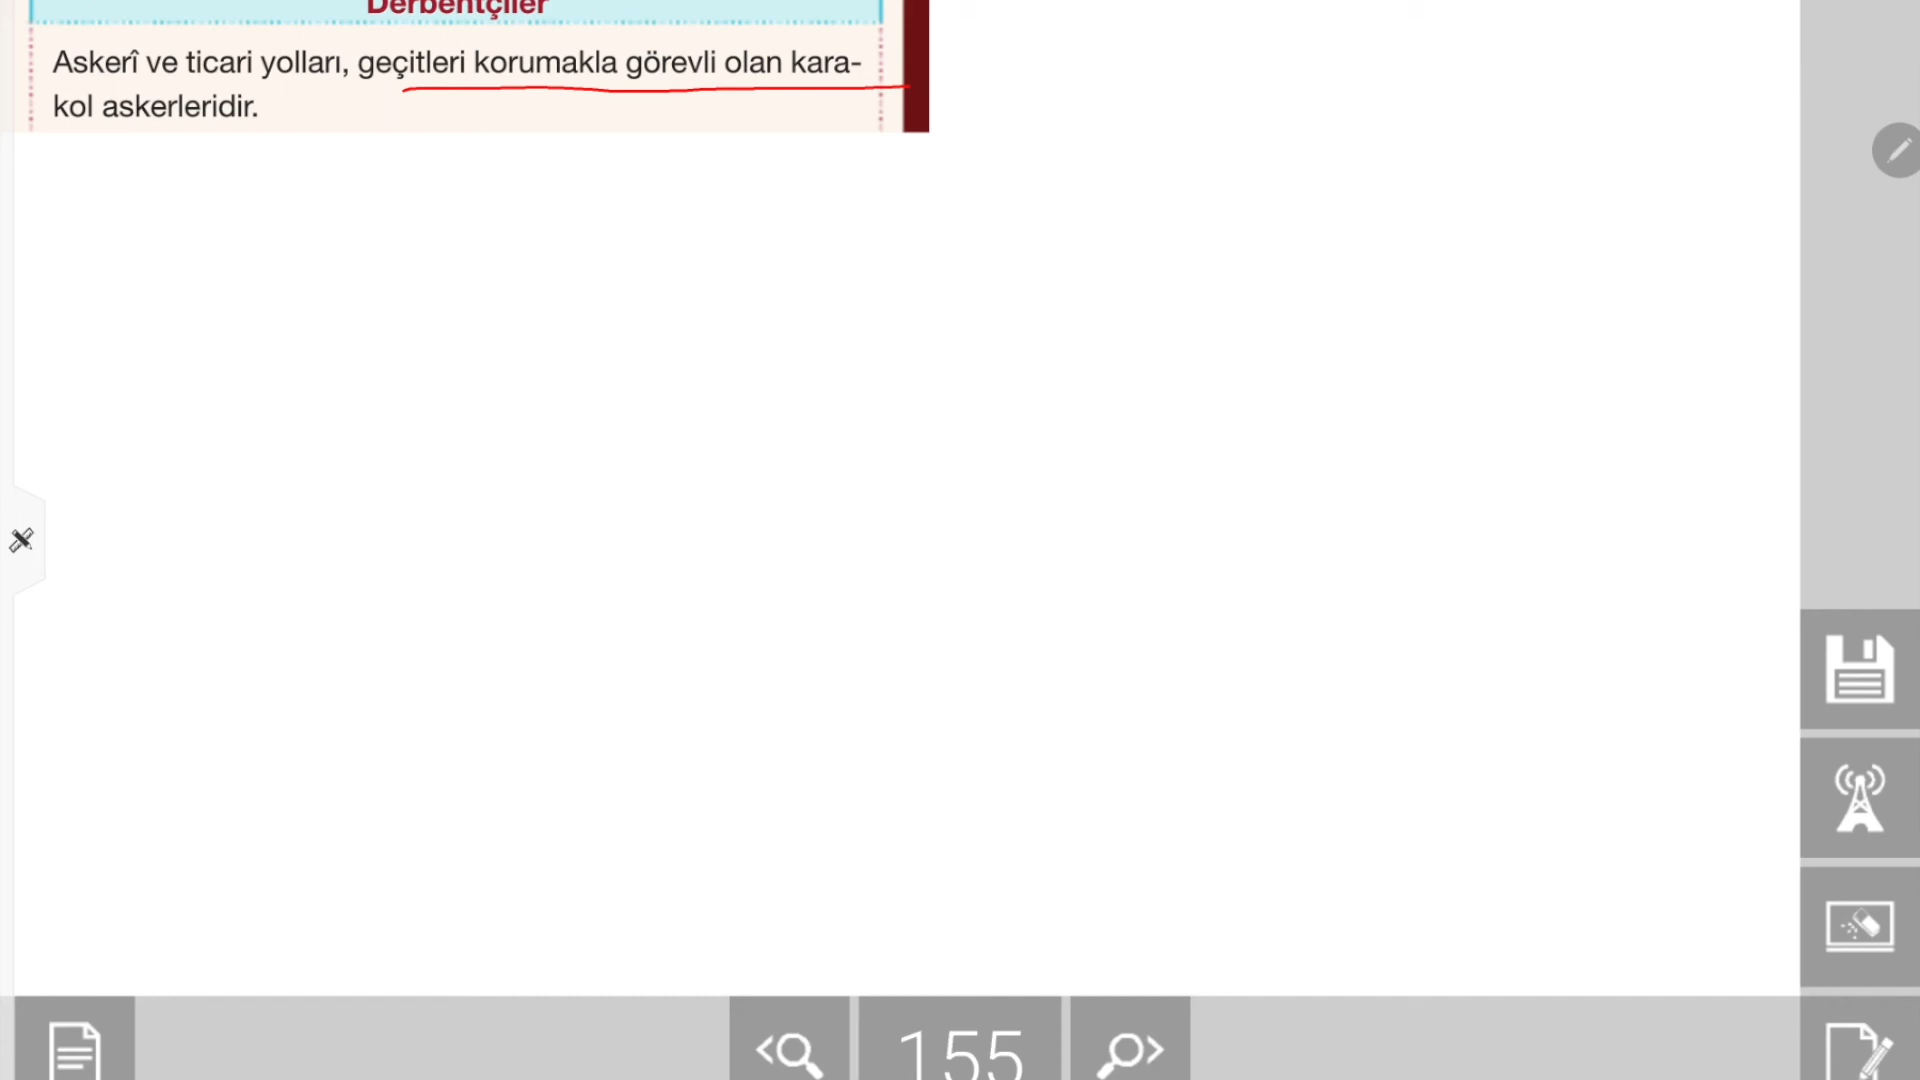 Derbentçiler
Askerî ve ticari yolları, geçitleri korumakla görevli olan kara-
kol askerleridir.
155